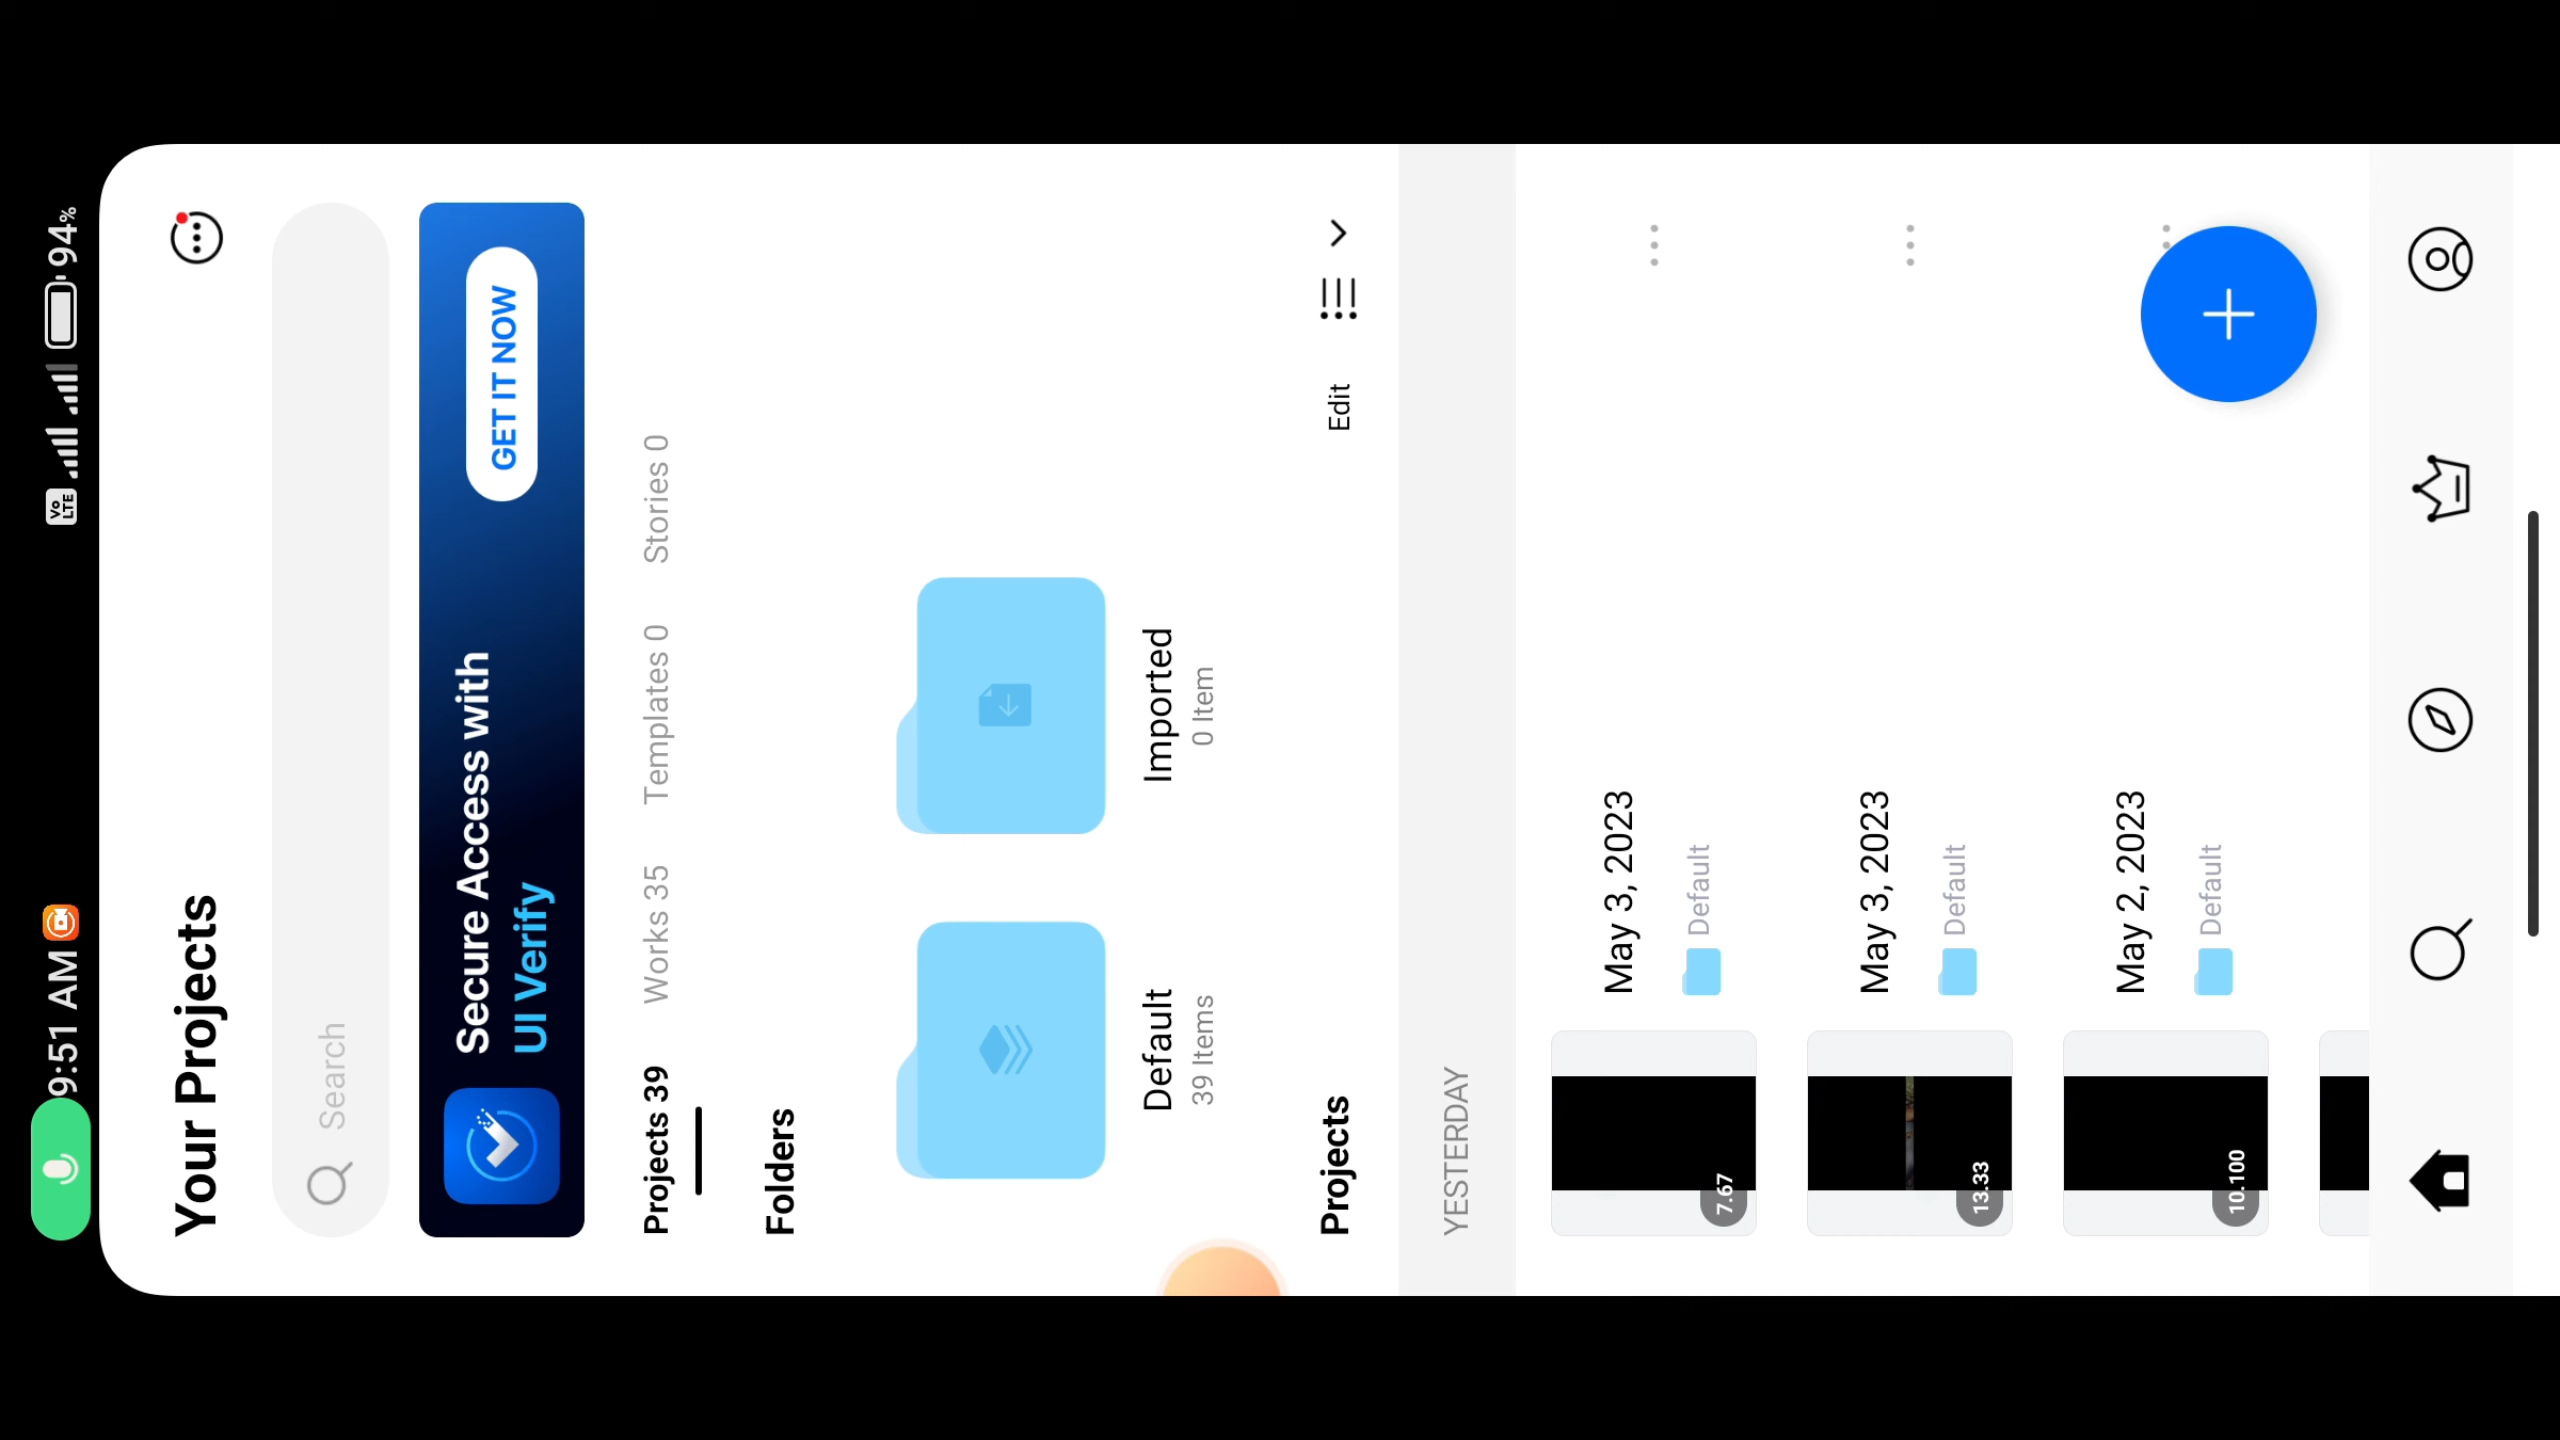 9:51 AM
Vo LTE
94%
Your Projects
Search
Secure Access with
UI Verify
GET IT NOW
Projects 39
Works 35
Templates 0
Stories 0
Folders
Default
39 Items
Imported
0 Item
Projects
Edit
YESTERDAY
7.67
May 3, 2023
Default
13.33
May 3, 2023
Default
10.100
May 2, 2023
Default